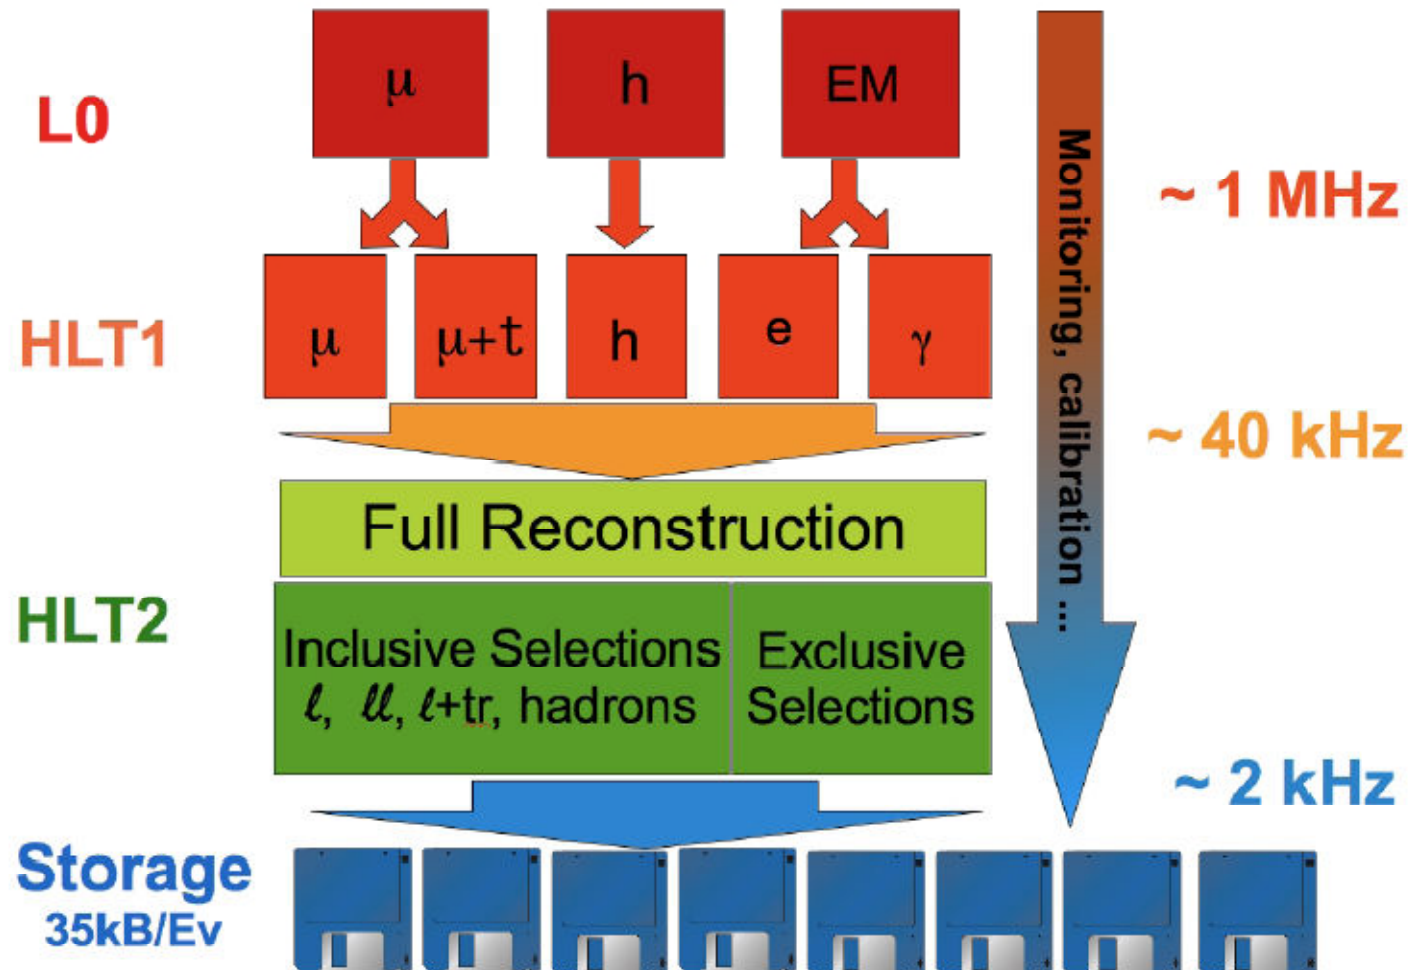 L0
μ
h
EM
~ 1 MHz
HLT1
μ
μ+t
h
e
γ
~ 40 kHz
Monitoring, calibration ...
HLT2
Full Reconstruction
Inclusive Selections
ℓ, ℓℓ, ℓ+tr, hadrons
Exclusive
Selections
~ 2 kHz
Storage
35kB/Ev